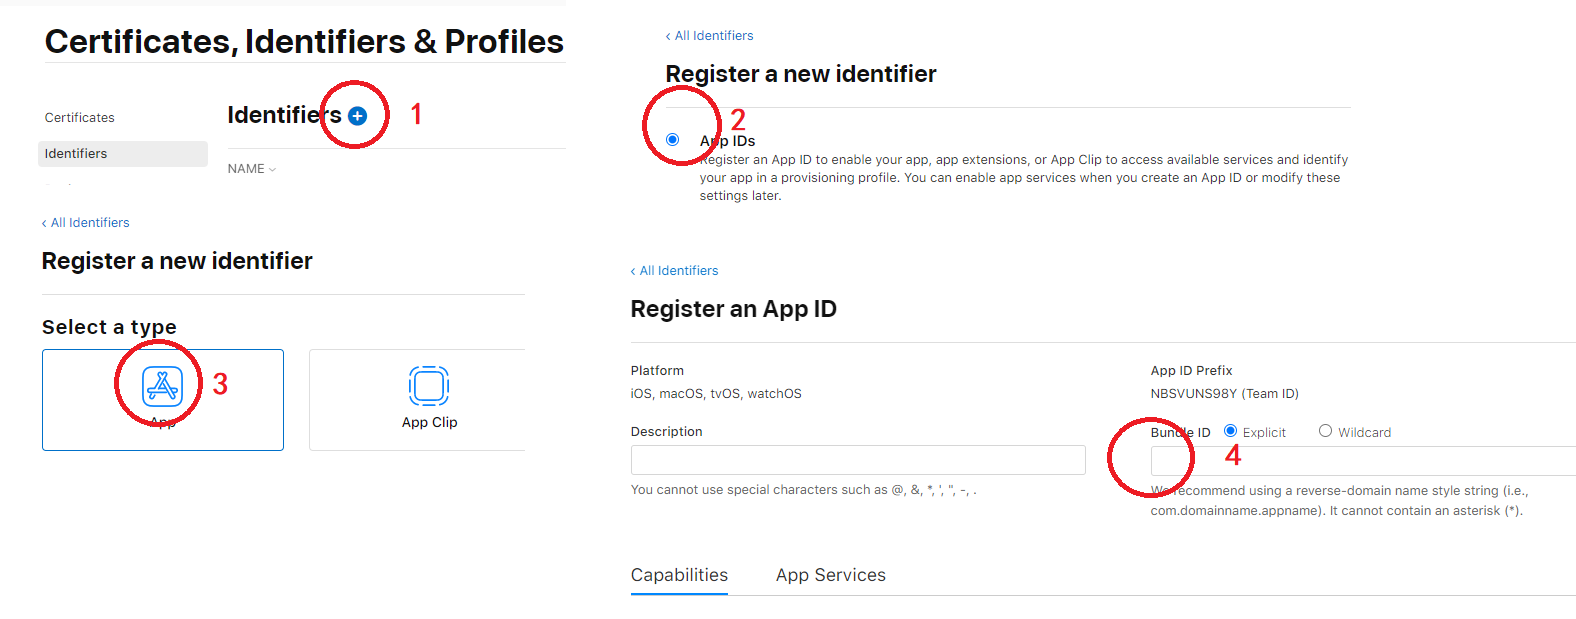 Certificates, Identifiers & Profiles
Certificates
Identifiers
Identifiers
1
NAME
‹ All Identifiers
Register a new identifier
2
App IDs
Register an App ID to enable your app, app extensions, or App Clip to access available services and identify
your app in a provisioning profile. You can enable app services when you create an App ID or modify these
settings later.
‹ All Identifiers
Register a new identifier
Select a type
3
App
App Clip
‹ All Identifiers
Register an App ID
Platform
iOS, macOS, tvOS, watchOS
App ID Prefix
NBSVUNS98Y (Team ID)
Description
You cannot use special characters such as @, &, *, ', ", -, .
Bundle ID Explicit Wildcard
4
We recommend using a reverse-domain name style string (i.e.,
com.domainname.appname). It cannot contain an asterisk (*).
Capabilities App Services